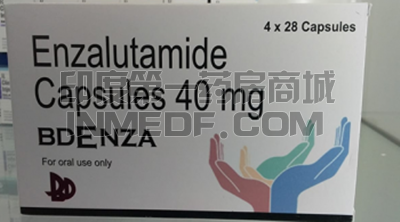 4 x 28 Capsules
Enzalutamide
Capsules 40 mg
印度第一药房商城
INMEDF.COM
BDENZA
For oral use only